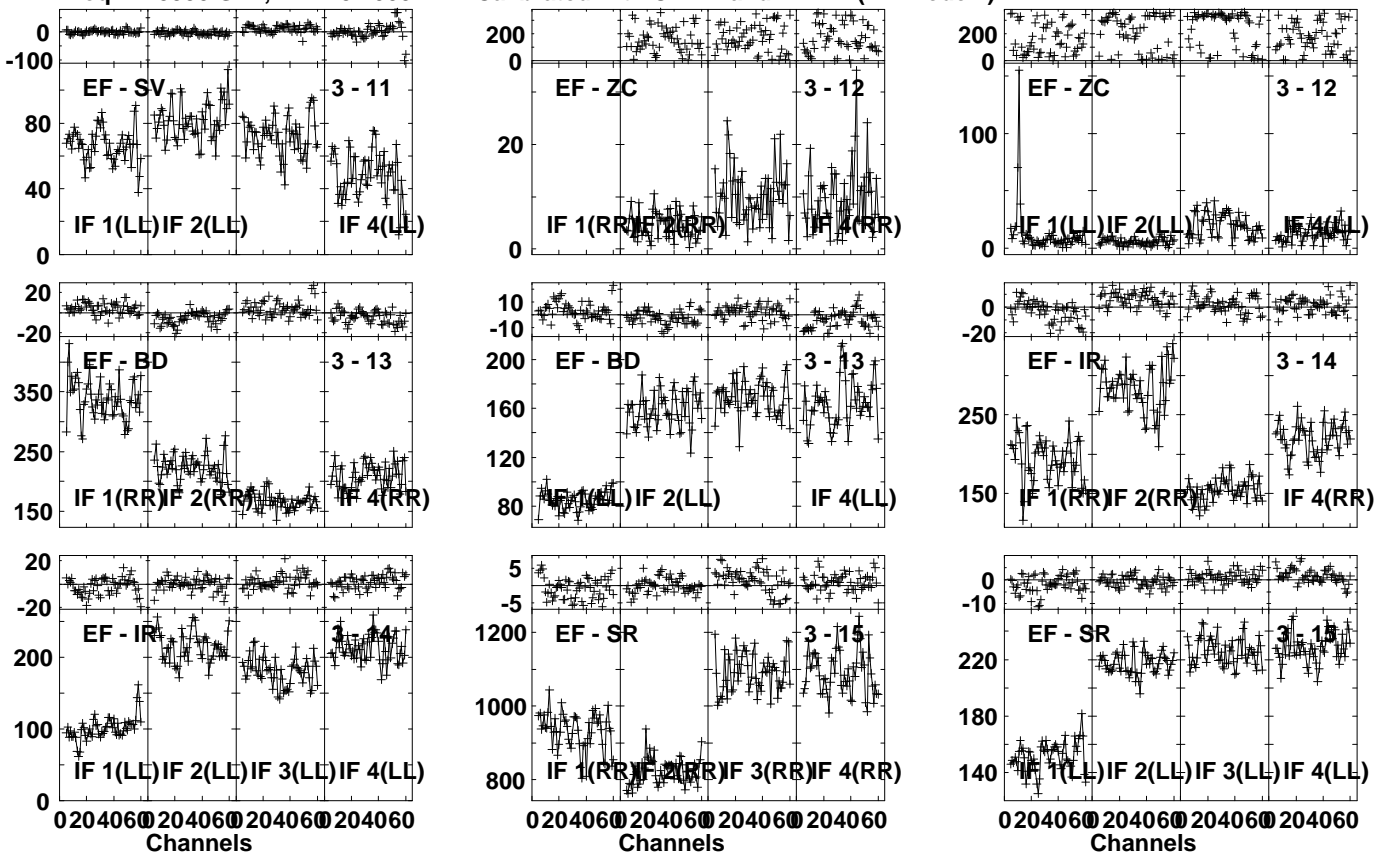 0
-100
EF - SV
3 - 11
80
40
0
IF 1(LL) IF 2(LL) IF 4(LL)
200
0
EF - ZC
3 - 12
20
0
IF 1(RR) IF 2(RR) IF 4(RR)
200
0
EF - ZC
3 - 12
100
0
IF 1(LL) IF 2(LL) IF 4(LL)
20
-20
EF - BD
3 - 13
350
250
150
IF 1(RR) IF 2(RR) IF 4(RR)
10
-10
EF - BD
3 - 13
200
160
120
80
IF 1(LL) IF 2(LL) IF 4(LL)
0
-20
EF - IR
3 - 14
250
150
IF 1(RR) IF 2(RR) IF 4(RR)
20
-20
EF - IR
3 - 14
200
100
0
IF 1(LL) IF 2(LL) IF 3(LL) IF 4(LL)
0 20 40 60 0 20 40 60 0 20 40 60 0 20 40 60
Channels
5
-5
EF - SR
3 - 15
1200
1000
800
IF 1(RR) IF 2(RR) IF 3(RR) IF 4(RR)
0 20 40 60 0 20 40 60 0 20 40 60 0 20 40 60
Channels
0
-10
EF - SR
3 - 15
220
180
140
IF 1(LL) IF 2(LL) IF 3(LL) IF 4(LL)
0 20 40 60 0 20 40 60 0 20 40 60 0 20 40 60
Channels